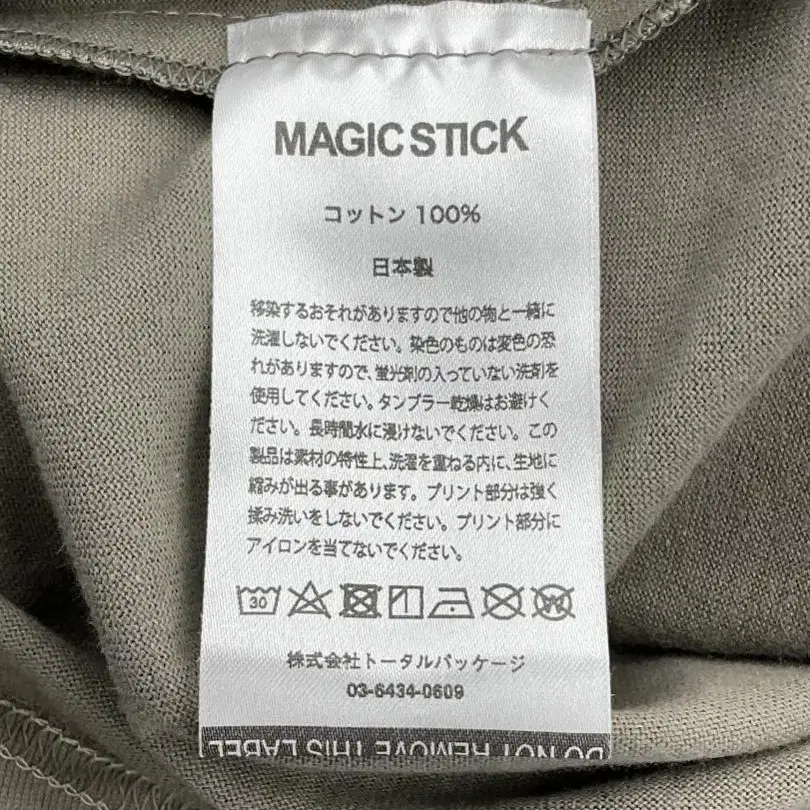 MAGIC STICK
コットン 100%
日本製
移染するおそれがありますので他の物と一緒に
洗濯しないでください。染色のものは変色の恐
れがありますので、蛍光剤の入っていない洗剤を
使用してください。タンブラー乾燥はお避けく
ださい。長時間水に浸けないでください。この
製品は素材の特性上、洗濯を重ねる内に、生地に
縮みが出る事があります。プリント部分は強く
揉み洗いをしないでください。プリント部分に
アイロンを当てないでください。
30 W
株式会社トータルパッケージ
03-6434-0609
DO NOT REMOVE THIS LABEL